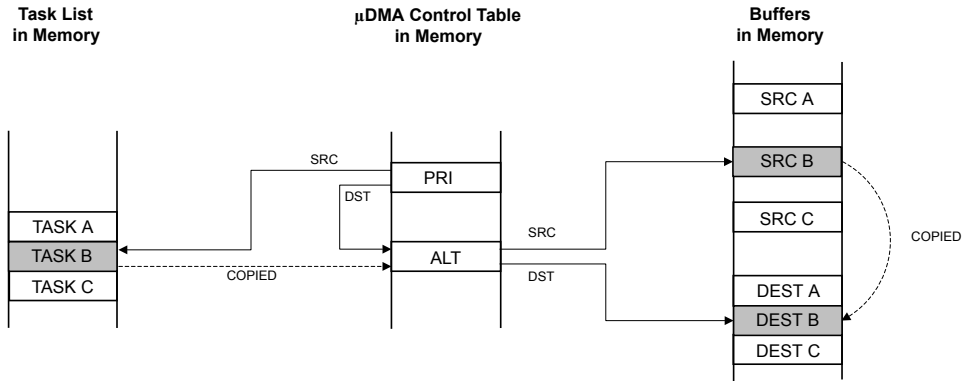 Task List
in Memory
µDMA Control Table
in Memory
Buffers
in Memory
SRC A
SRC
PRI
SRC B
DST
TASK A
SRC C
SRC
COPIED
TASK B
ALT
COPIED
DST
TASK C
DEST A
DEST B
DEST C